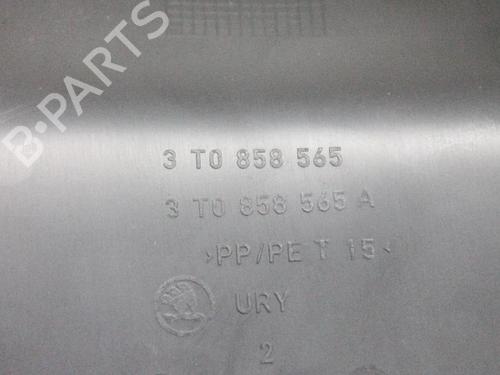 B·PARTS
3 T0 858 565
3 T0 858 565 A
>PP/PE T 15<
URY
2